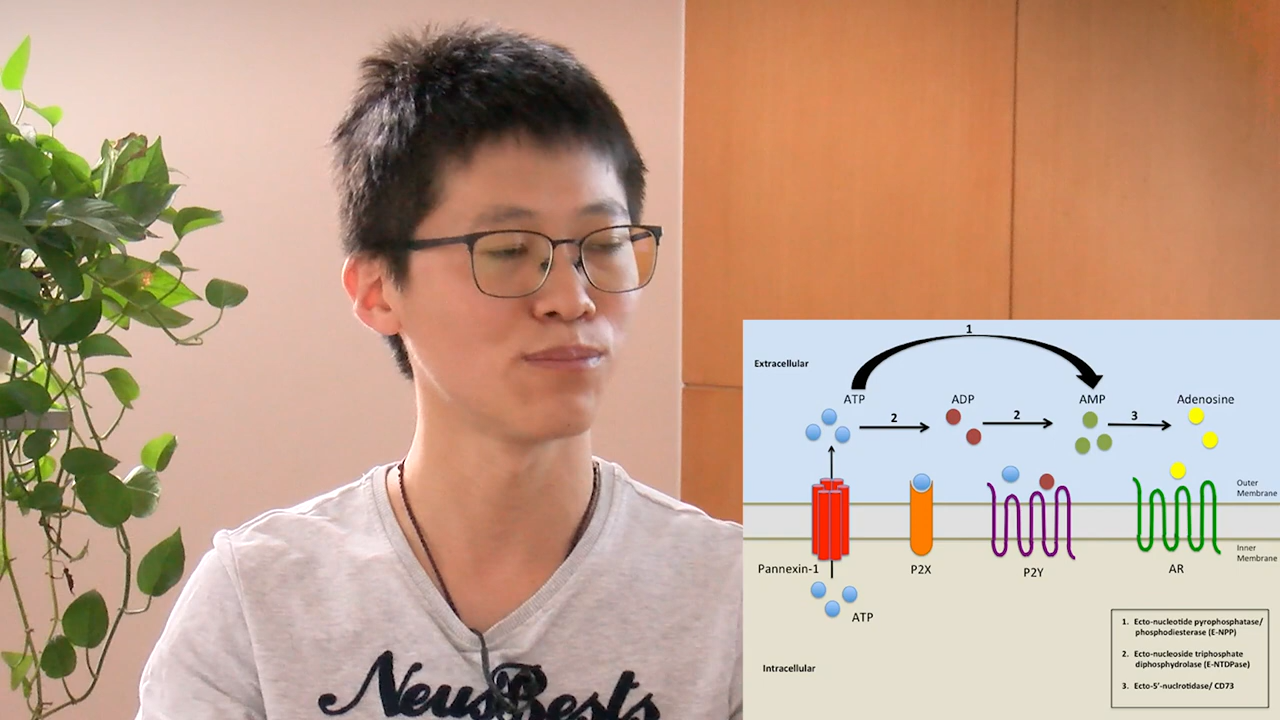 1
Extracellular
ATP
ADP
AMP
Adenosine
2
2
3
Outer
Membrane
Inner
Membrane
Pannexin-1
P2X
P2Y
AR
ATP
Intracellular
1. Ecto-nucleotide pyrophosphatase/
phosphodiesterase (E-NPP)
2. Ecto-nucleoside triphosphate
diphosphydrolase (E-NTDPase)
3. Ecto-5'-nuclrotidase/ CD73